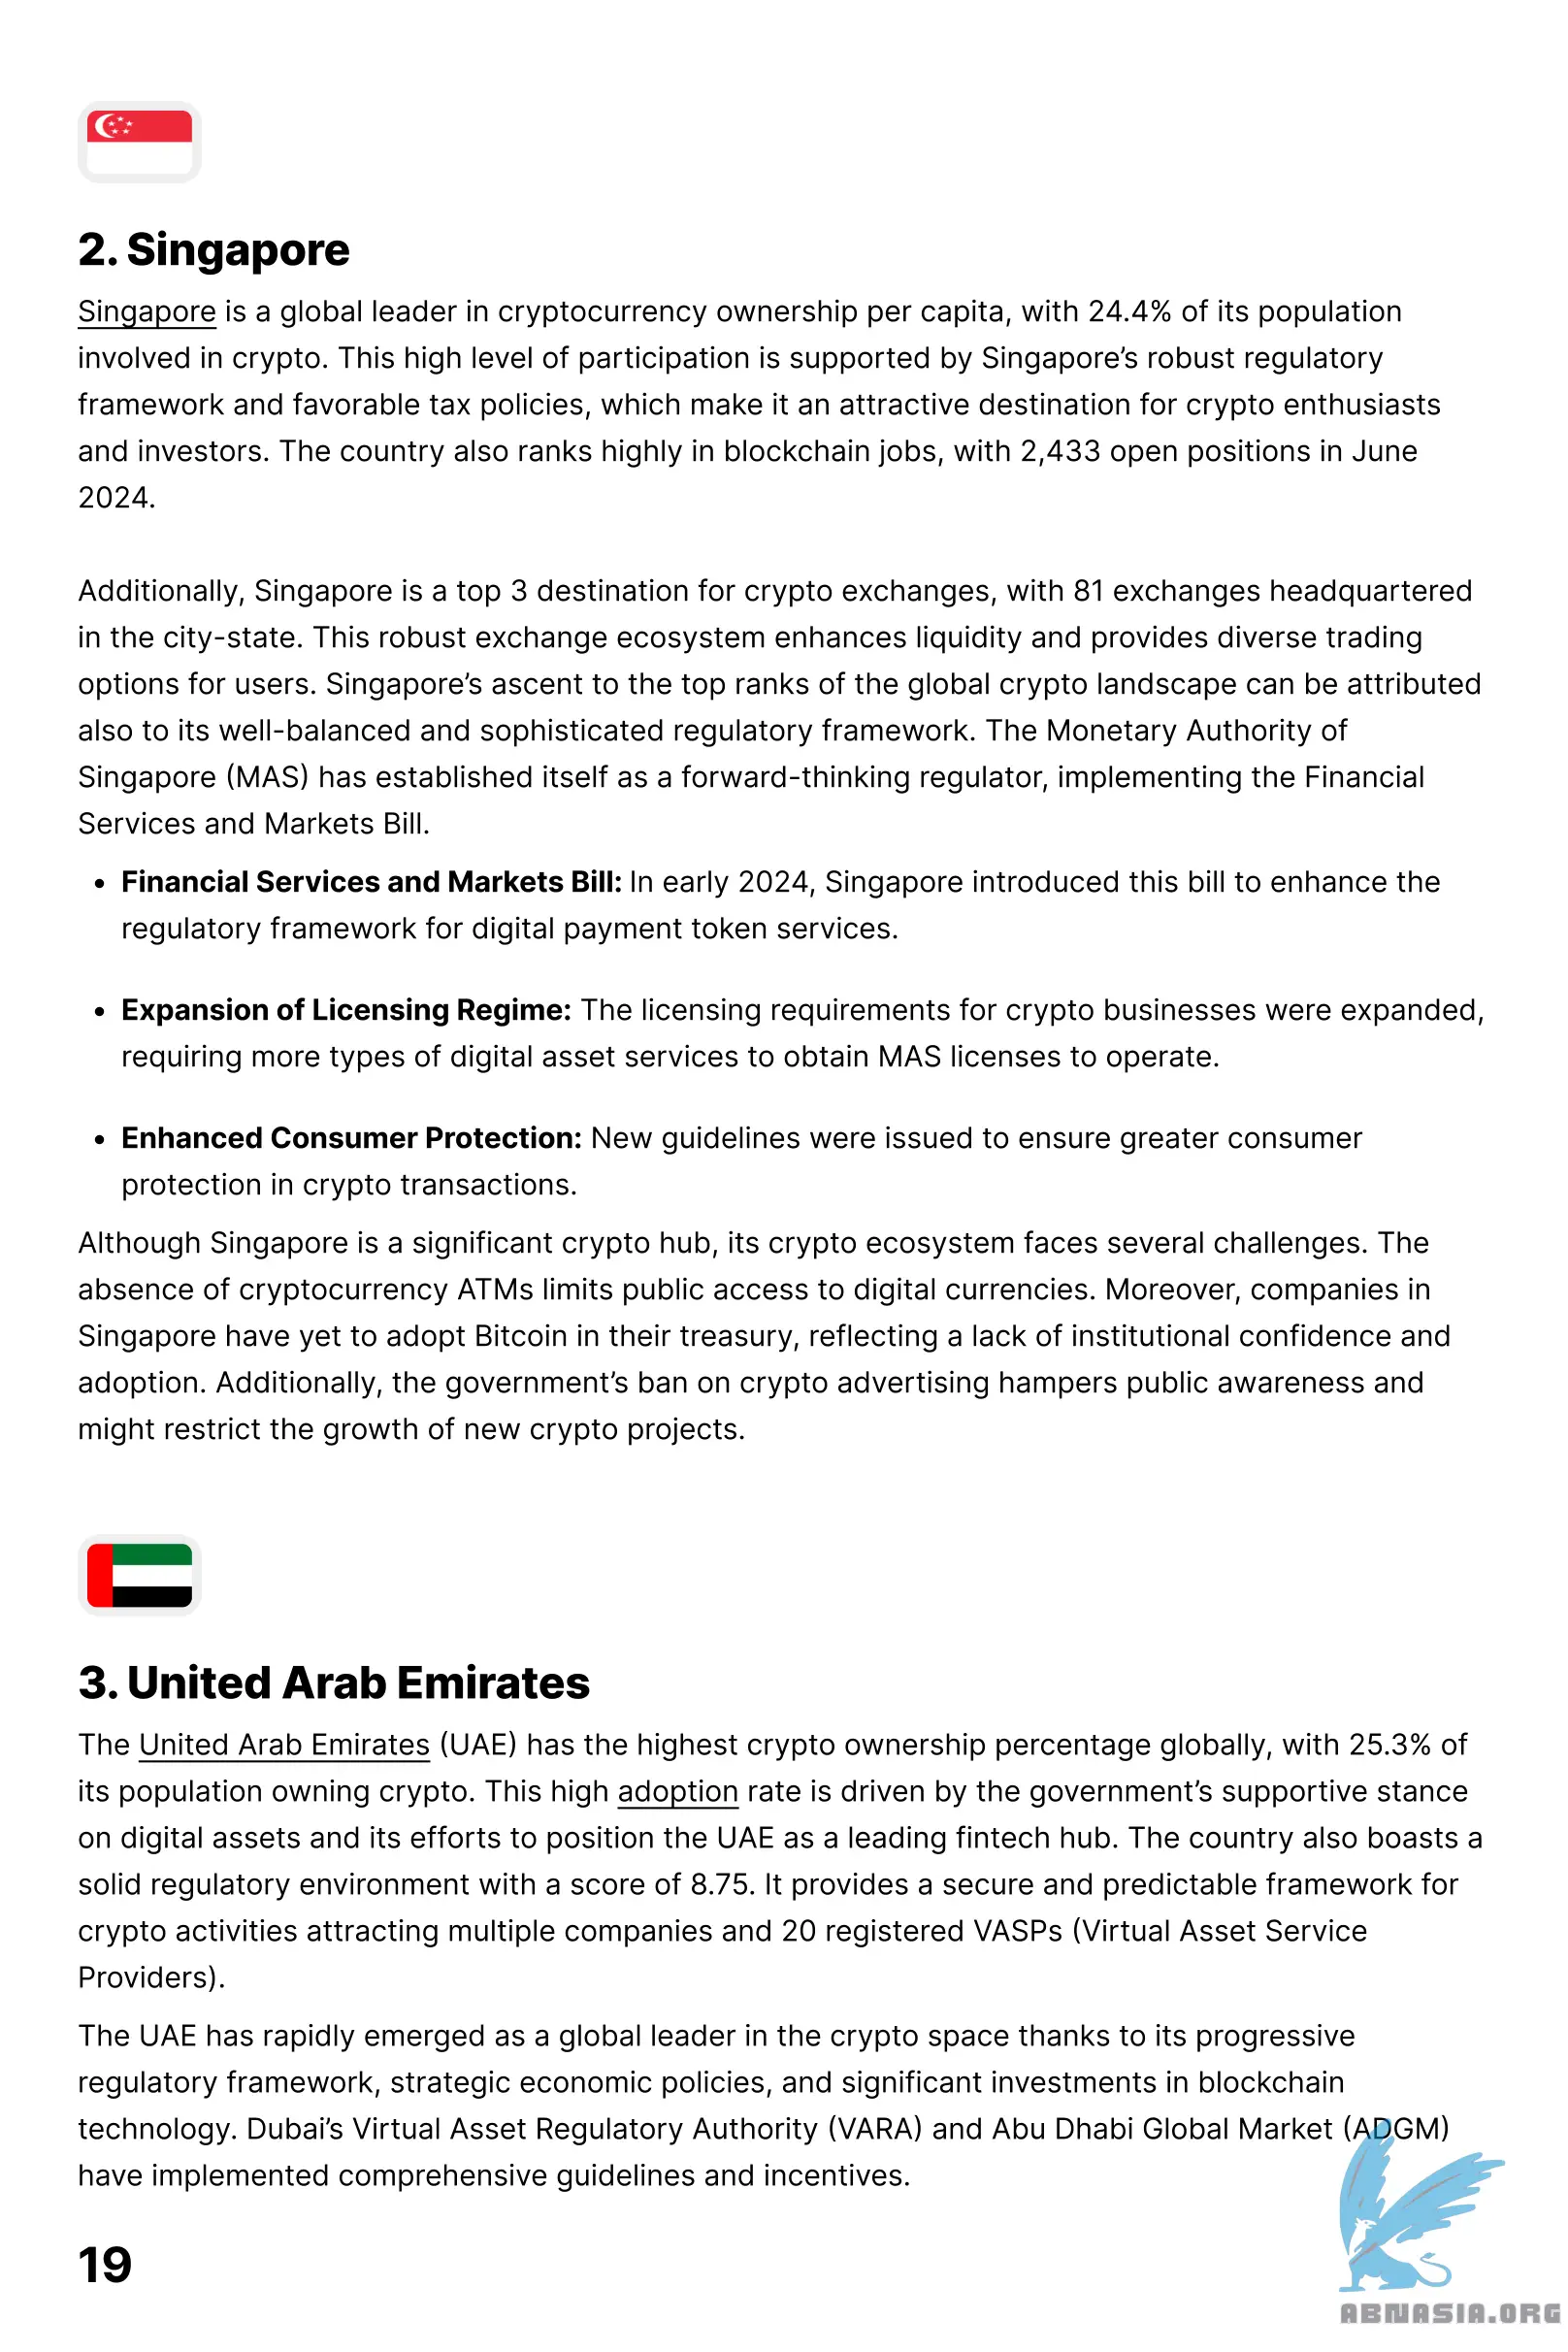 2. Singapore
Singapore is a global leader in cryptocurrency ownership per capita, with 24.4% of its population
involved in crypto. This high level of participation is supported by Singapore’s robust regulatory
framework and favorable tax policies, which make it an attractive destination for crypto enthusiasts
and investors. The country also ranks highly in blockchain jobs, with 2,433 open positions in June
2024.
Additionally, Singapore is a top 3 destination for crypto exchanges, with 81 exchanges headquartered
in the city-state. This robust exchange ecosystem enhances liquidity and provides diverse trading
options for users. Singapore’s ascent to the top ranks of the global crypto landscape can be attributed
also to its well-balanced and sophisticated regulatory framework. The Monetary Authority of
Singapore (MAS) has established itself as a forward-thinking regulator, implementing the Financial
Services and Markets Bill.
• Financial Services and Markets Bill: In early 2024, Singapore introduced this bill to enhance the
regulatory framework for digital payment token services.
• Expansion of Licensing Regime: The licensing requirements for crypto businesses were expanded,
requiring more types of digital asset services to obtain MAS licenses to operate.
• Enhanced Consumer Protection: New guidelines were issued to ensure greater consumer
protection in crypto transactions.
Although Singapore is a significant crypto hub, its crypto ecosystem faces several challenges. The
absence of cryptocurrency ATMs limits public access to digital currencies. Moreover, companies in
Singapore have yet to adopt Bitcoin in their treasury, reflecting a lack of institutional confidence and
adoption. Additionally, the government’s ban on crypto advertising hampers public awareness and
might restrict the growth of new crypto projects.
3. United Arab Emirates
The United Arab Emirates (UAE) has the highest crypto ownership percentage globally, with 25.3% of
its population owning crypto. This high adoption rate is driven by the government’s supportive stance
on digital assets and its efforts to position the UAE as a leading fintech hub. The country also boasts a
solid regulatory environment with a score of 8.75. It provides a secure and predictable framework for
crypto activities attracting multiple companies and 20 registered VASPs (Virtual Asset Service
Providers).
The UAE has rapidly emerged as a global leader in the crypto space thanks to its progressive
regulatory framework, strategic economic policies, and significant investments in blockchain
technology. Dubai’s Virtual Asset Regulatory Authority (VARA) and Abu Dhabi Global Market (ADGM)
have implemented comprehensive guidelines and incentives.
19
ABNASIA.ORG